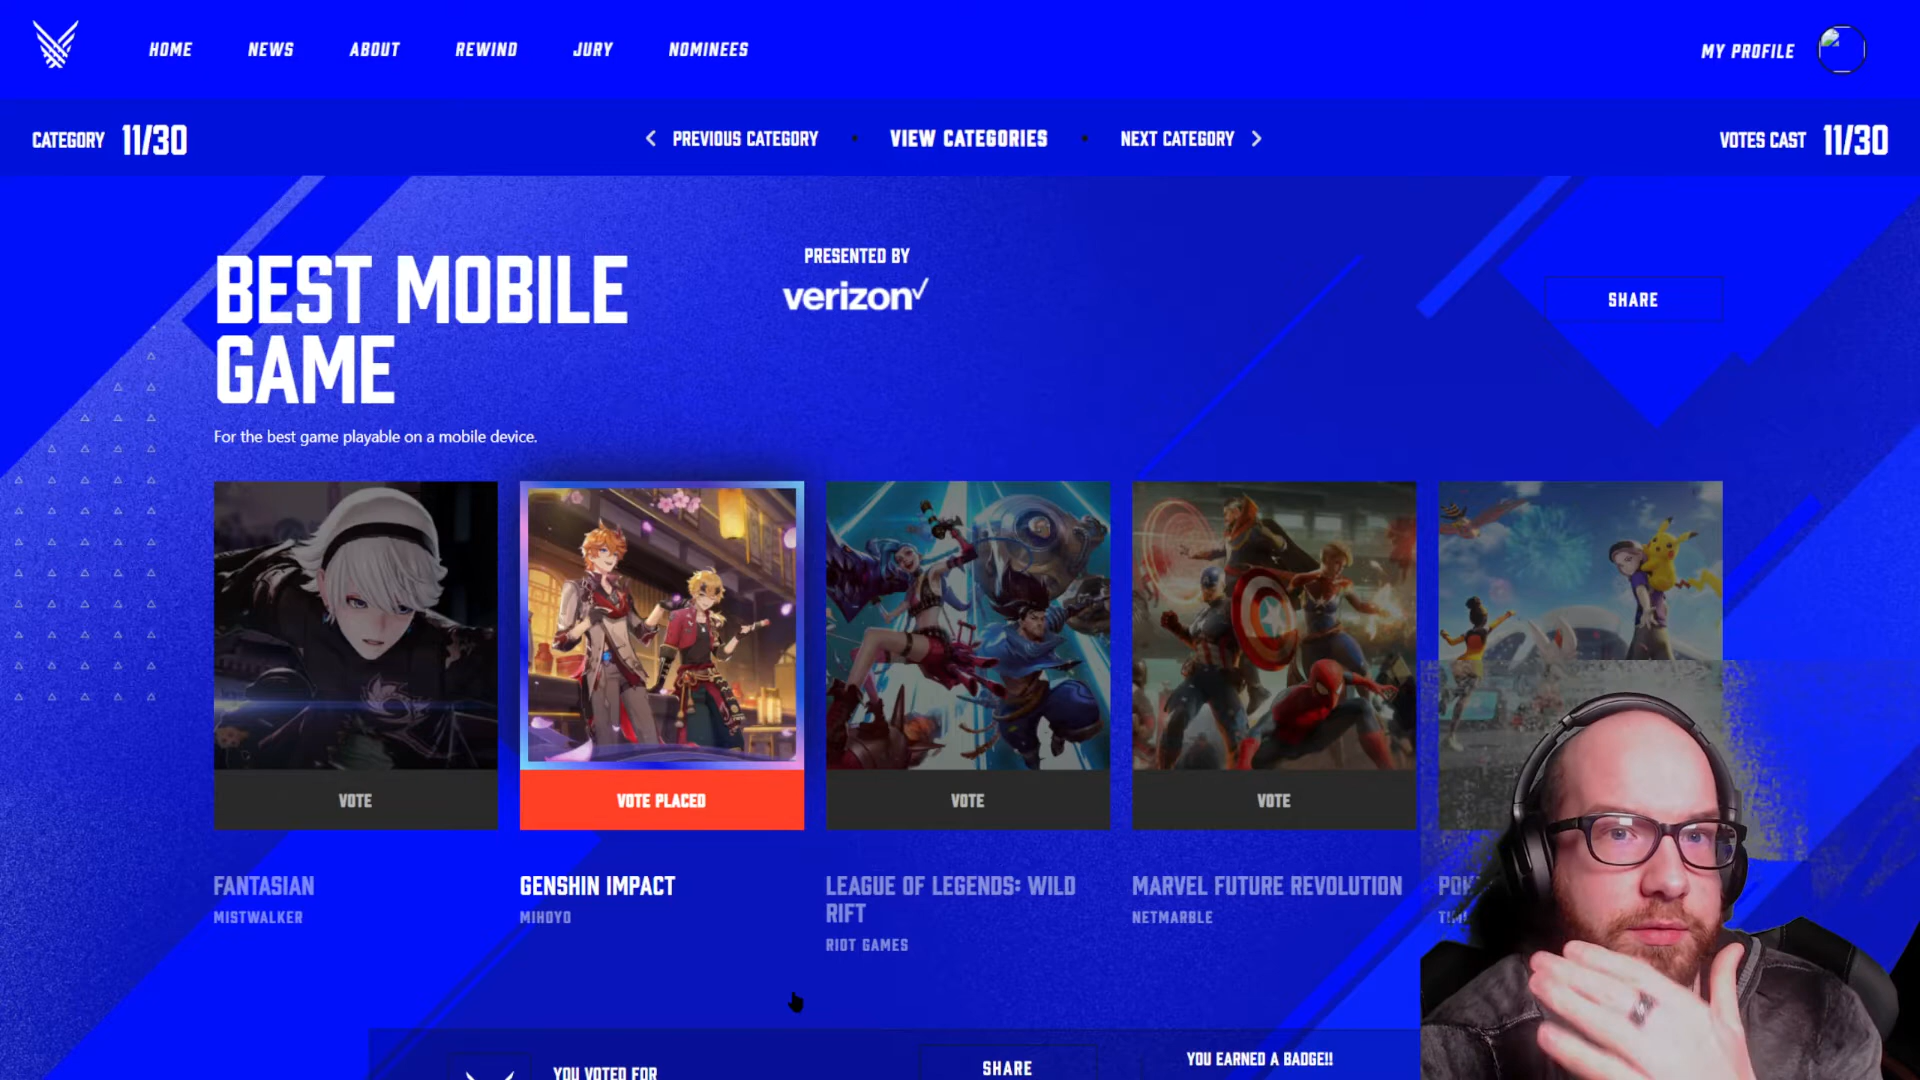 HOME
NEWS
ABOUT
REWIND
JURY
NOMINEES
MY PROFILE
CATEGORY 11/30
PREVIOUS CATEGORY
VIEW CATEGORIES
NEXT CATEGORY
VOTES CAST 11/30
BEST MOBILE
GAME
PRESENTED BY
verizon
SHARE
For the best game playable on a mobile device.
VOTE
VOTE PLACED
VOTE
VOTE
FANTASIAN
MISTWALKER
GENSHIN IMPACT
MIHOYO
LEAGUE OF LEGENDS: WILD
RIFT
RIOT GAMES
MARVEL FUTURE REVOLUTION
NETMARBLE
YOU VOTED FOR
SHARE
YOU EARNED A BADGE!!